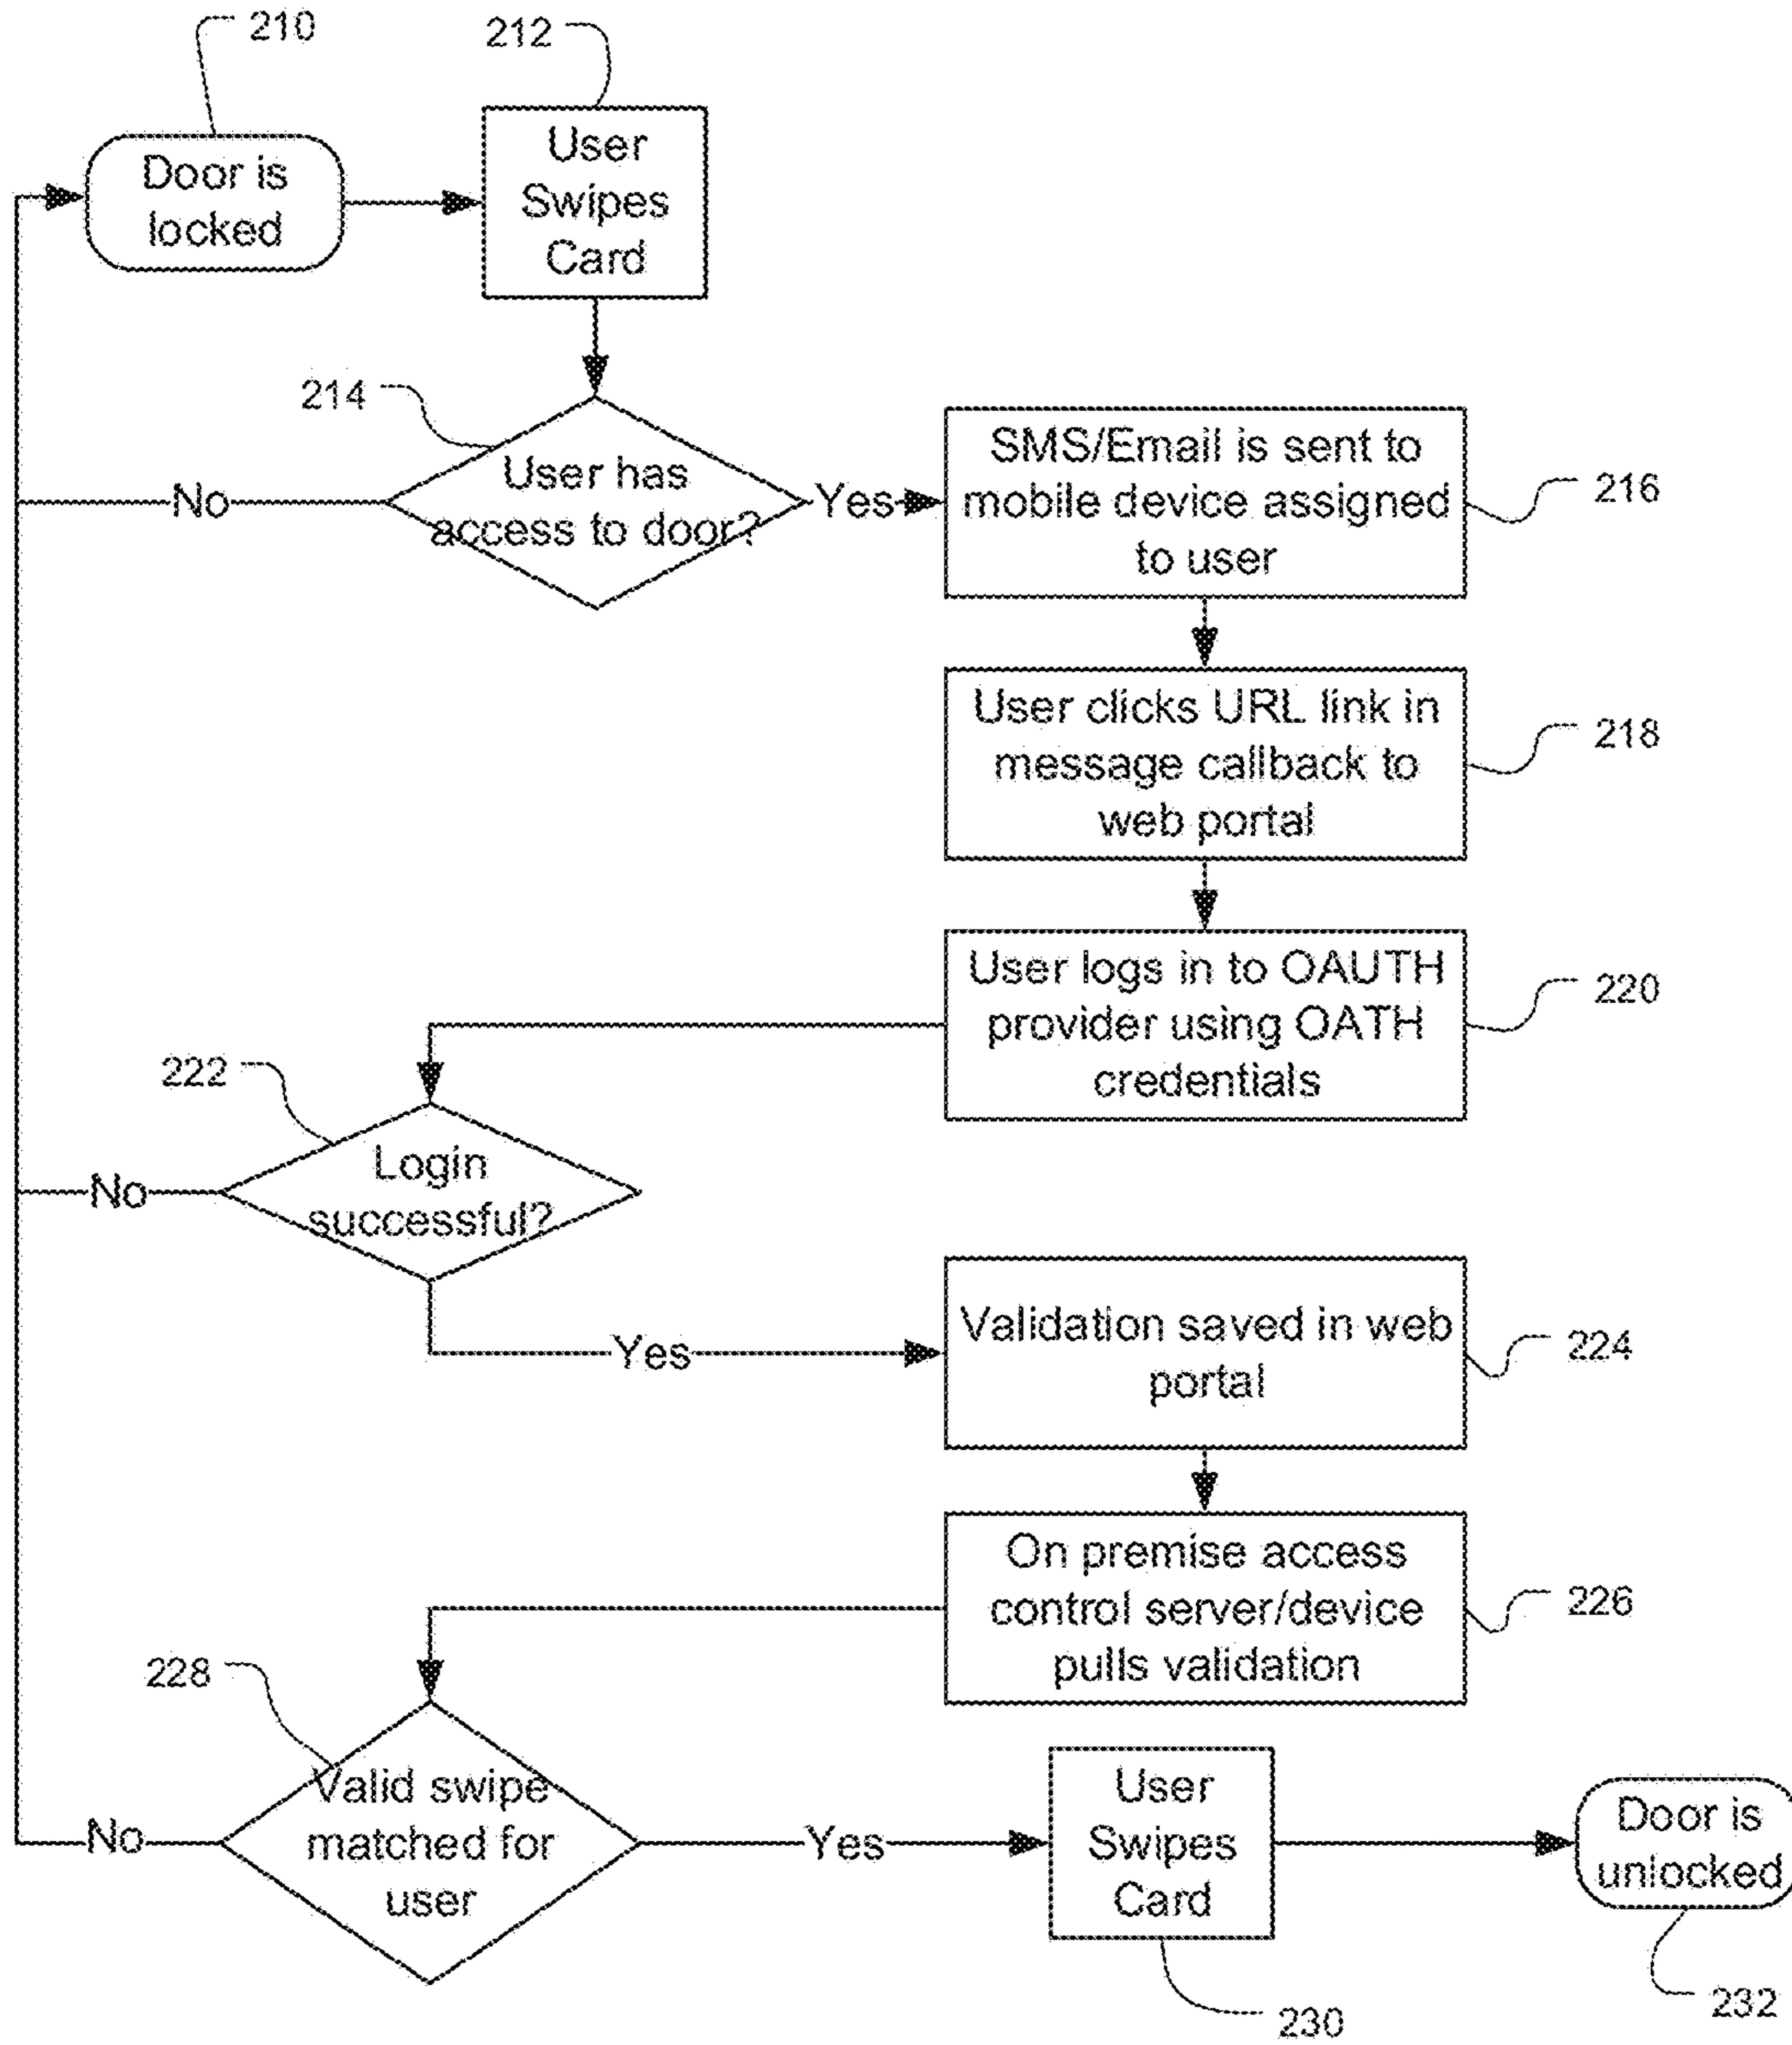 210
212
Door is
locked
User
Swipes
Card
214
User has
access to door?
No
Yes
SMS/Email is sent to
mobile device assigned
to user
216
User clicks URL link in
message callback to
web portal
218
User logs in to OAUTH
provider using OATH
credentials
220
222
Login
successful?
No
Yes
Validation saved in web
portal
224
On premise access
control server/device
pulls validation
226
228
Valid swipe
matched for
user
No
Yes
User
Swipes
Card
230
Door is
unlocked
232